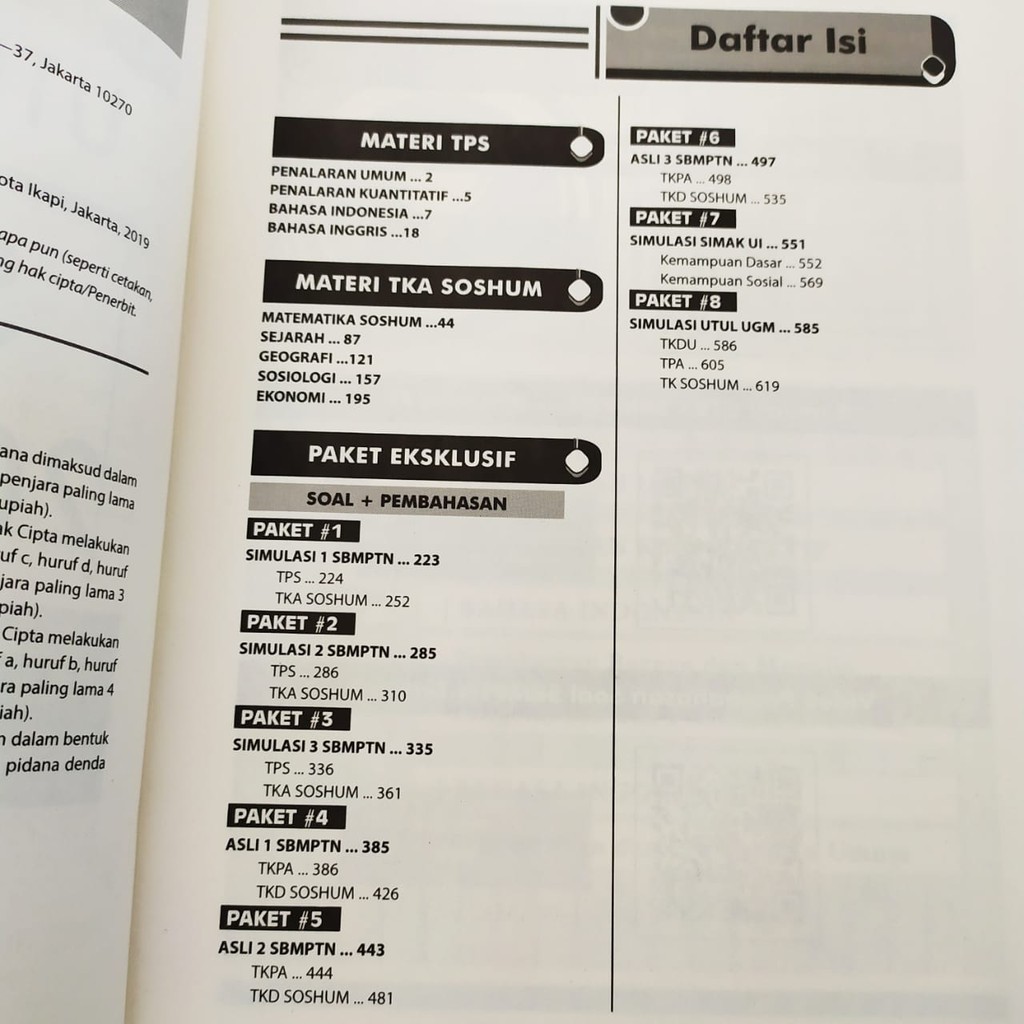 —37, Jakarta 10270
ota Ikapi, Jakarta, 2019
apa pun (seperti cetakan,
ng hak cipta/Penerbit.
ana dimaksud dalam
penjara paling lama
upiah).
ak Cipta melakukan
uf c, huruf d, huruf
jara paling lama 3
piah).
Cipta melakukan
f a, huruf b, huruf
ra paling lama 4
iah).
n dalam bentuk
pidana denda
Daftar Isi
MATERI TPS
PENALARAN UMUM ... 2
PENALARAN KUANTITATIF ...5
BAHASA INDONESIA ...7
BAHASA INGGRIS ...18
MATERI TKA SOSHUM
MATEMATIKA SOSHUM ...44
SEJARAH ... 87
GEOGRAFI ...121
SOSIOLOGI ... 157
EKONOMI ... 195
PAKET EKSKLUSIF
SOAL + PEMBAHASAN
PAKET #1
SIMULASI 1 SBMPTN ... 223
TPS ... 224
TKA SOSHUM ... 252
PAKET #2
SIMULASI 2 SBMPTN ... 285
TPS ... 286
TKA SOSHUM ... 310
PAKET #3
SIMULASI 3 SBMPTN ... 335
TPS ... 336
TKA SOSHUM ... 361
PAKET #4
ASLI 1 SBMPTN ... 385
TKPA ... 386
TKD SOSHUM ... 426
PAKET #5
ASLI 2 SBMPTN ... 443
TKPA ... 444
TKD SOSHUM ... 481
PAKET #6
ASLI 3 SBMPTN ... 497
TKPA ... 498
TKD SOSHUM ... 535
PAKET #7
SIMULASI SIMAK UI ... 551
Kemampuan Dasar ... 552
Kemampuan Sosial ... 569
PAKET #8
SIMULASI UTUL UGM ... 585
TKDU ... 586
TPA ... 605
TK SOSHUM ... 619